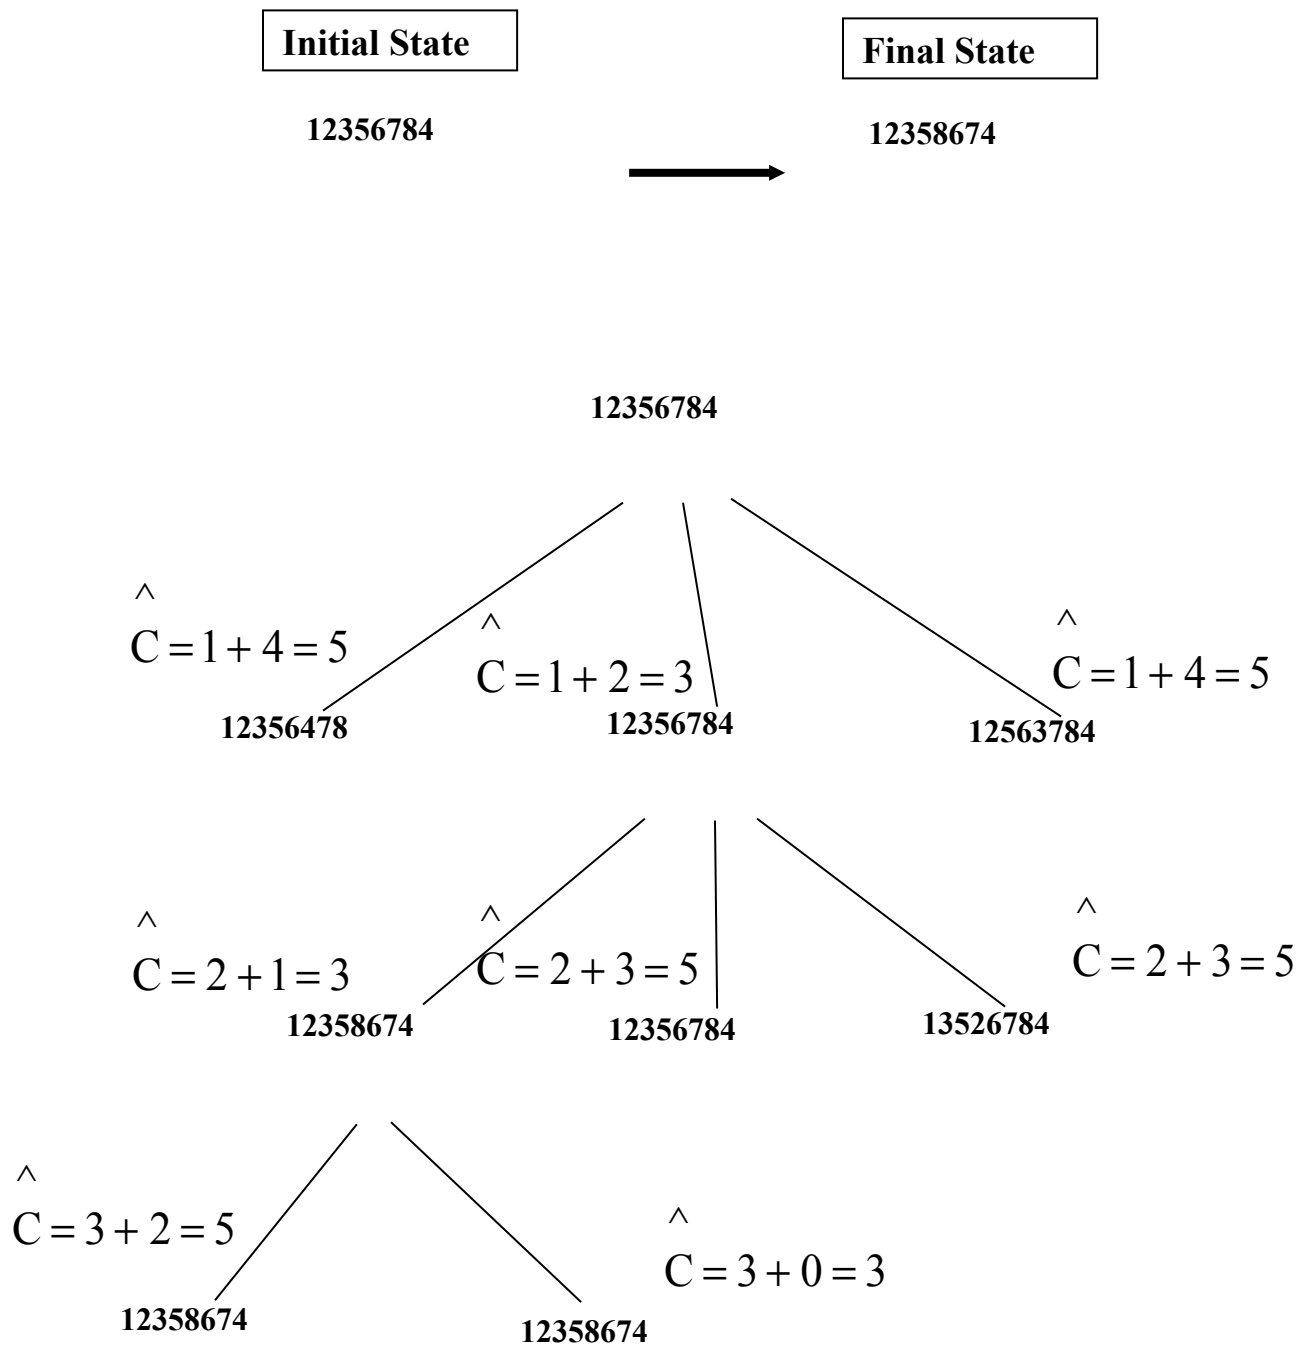 Initial State
Final State
12356784
12358674
12356784
^
C = 1 + 4 = 5
^
C = 1 + 2 = 3
^
C = 1 + 4 = 5
12356478
12356784
12563784
^
C = 2 + 1 = 3
^
C = 2 + 3 = 5
^
C = 2 + 3 = 5
12358674
12356784
13526784
^
C = 3 + 2 = 5
^
C = 3 + 0 = 3
12358674
12358674